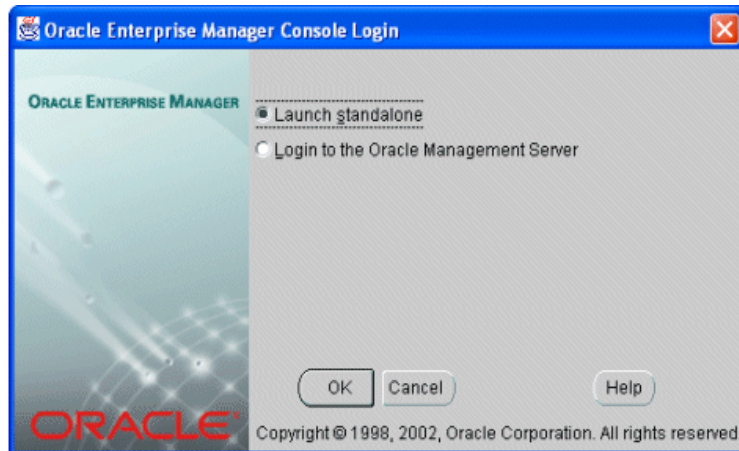 Oracle Enterprise Manager Console Login
ORACLE ENTERPRISE MANAGER
Launch standalone
Login to the Oracle Management Server
OK
Cancel
Help
ORACLE
Copyright © 1998, 2002, Oracle Corporation. All rights reserved